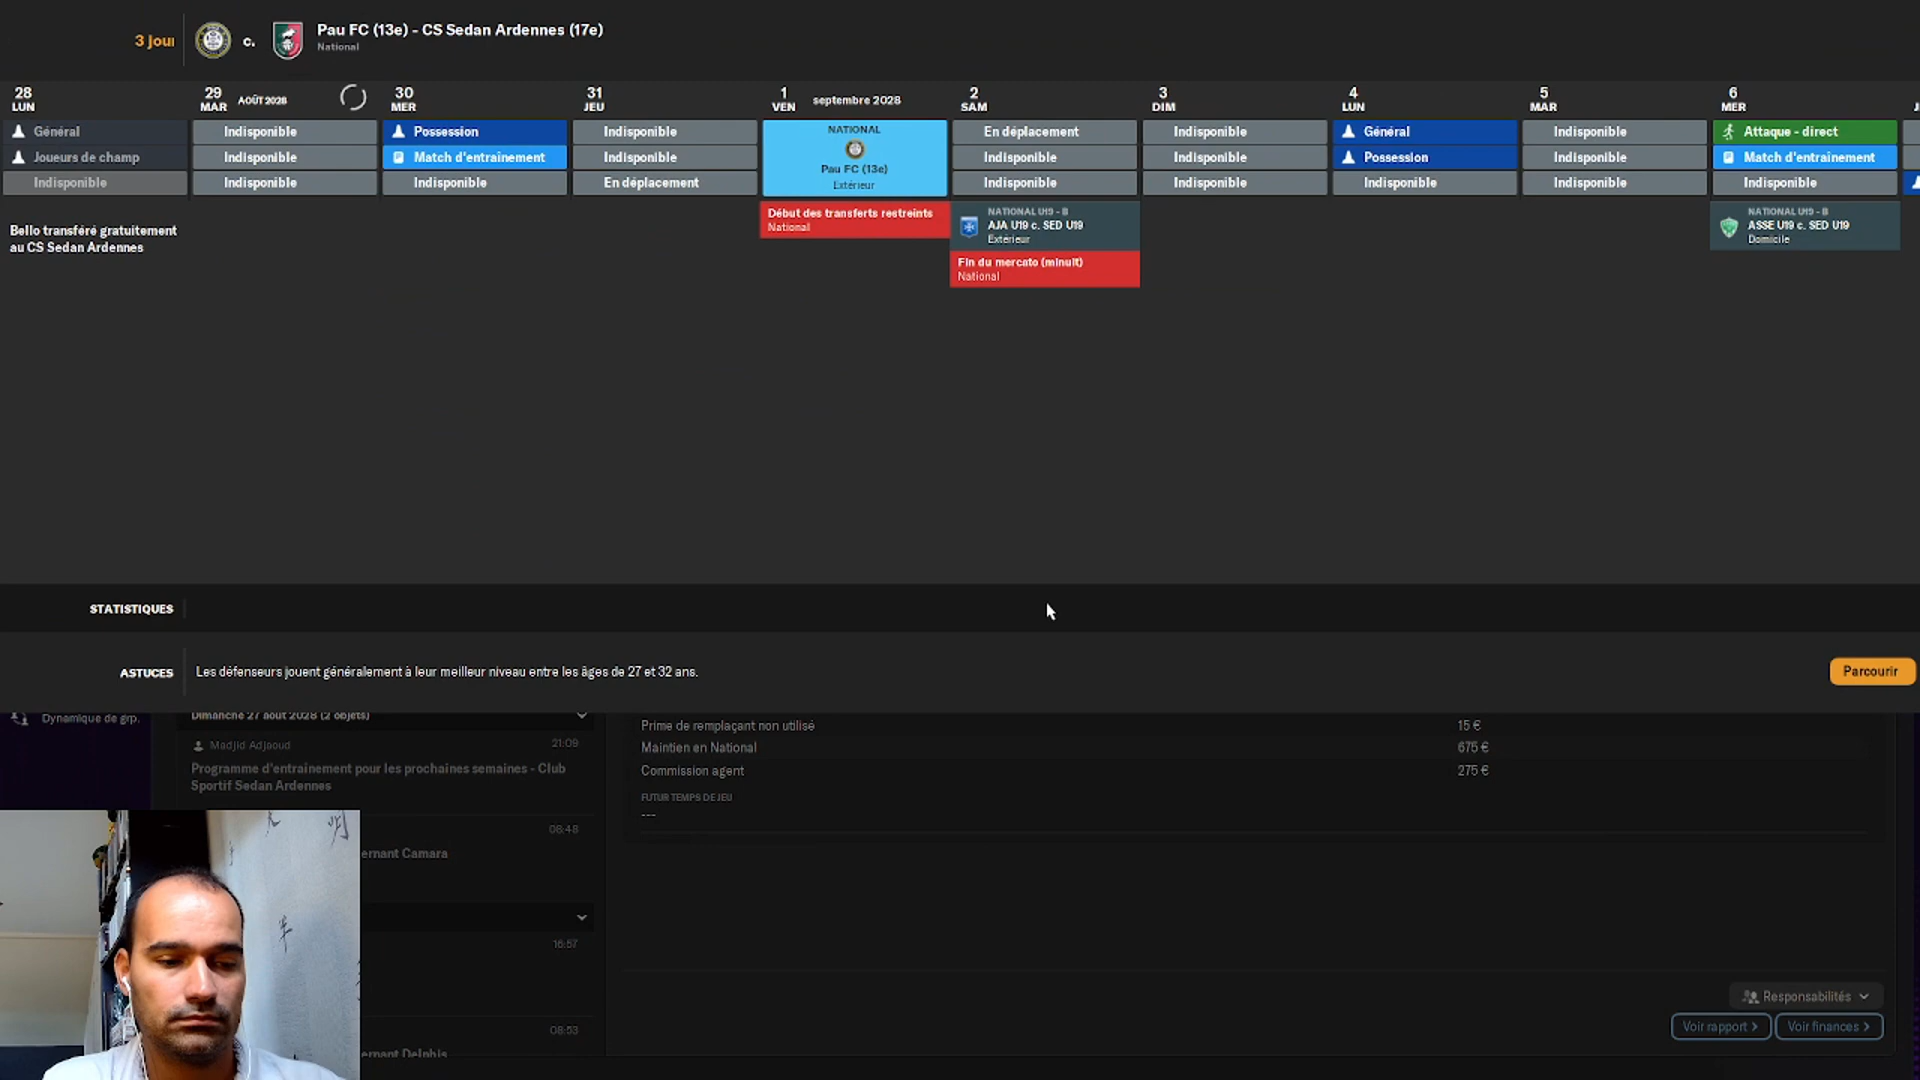 3 jour
c.
Pau FC (13e) - CS Sedan Ardennes (17e)
National
28
LUN
29
MAR
AOÛT 2028
30
MER
31
JEU
1
VEN
septembre 2028
2
SAM
3
DIM
4
LUN
5
MAR
6
MER
Général
Indisponible
Possession
Indisponible
NATIONAL
En déplacement
Indisponible
Général
Indisponible
Attaque - direct
Joueurs de champ
Indisponible
Match d'entraînement
Indisponible
Pau FC (13e)
Indisponible
Indisponible
Possession
Indisponible
Match d'entraînement
Indisponible
Indisponible
Indisponible
En déplacement
Extérieur
Indisponible
Indisponible
Indisponible
Indisponible
Indisponible
Bello transféré gratuitement
au CS Sedan Ardennes
Début des transferts restreints
National
NATIONAL U19 - B
AJA U19 c. SED U19
Extérieur
Fin du mercato (minuit)
National
NATIONAL U19 - B
ASSE U19 c. SED U19
Domicile
STATISTIQUES
ASTUCES
Les défenseurs jouent généralement à leur meilleur niveau entre les âges de 27 et 32 ans.
Parcourir
Dynamique de grp.
Dimanche 27 août 2028 (2 objets)
Madjid Adjaoud
21:09
Programme d'entraînement pour les prochaines semaines - Club
Sportif Sedan Ardennes
08:48
ernant Camara
16:57
08:53
ernant Delphis
Prime de remplaçant non utilisé
15 €
Maintien en National
675 €
Commission agent
275 €
FUTUR TEMPS DE JEU
---
Responsabilités
Voir rapport >
Voir finances >